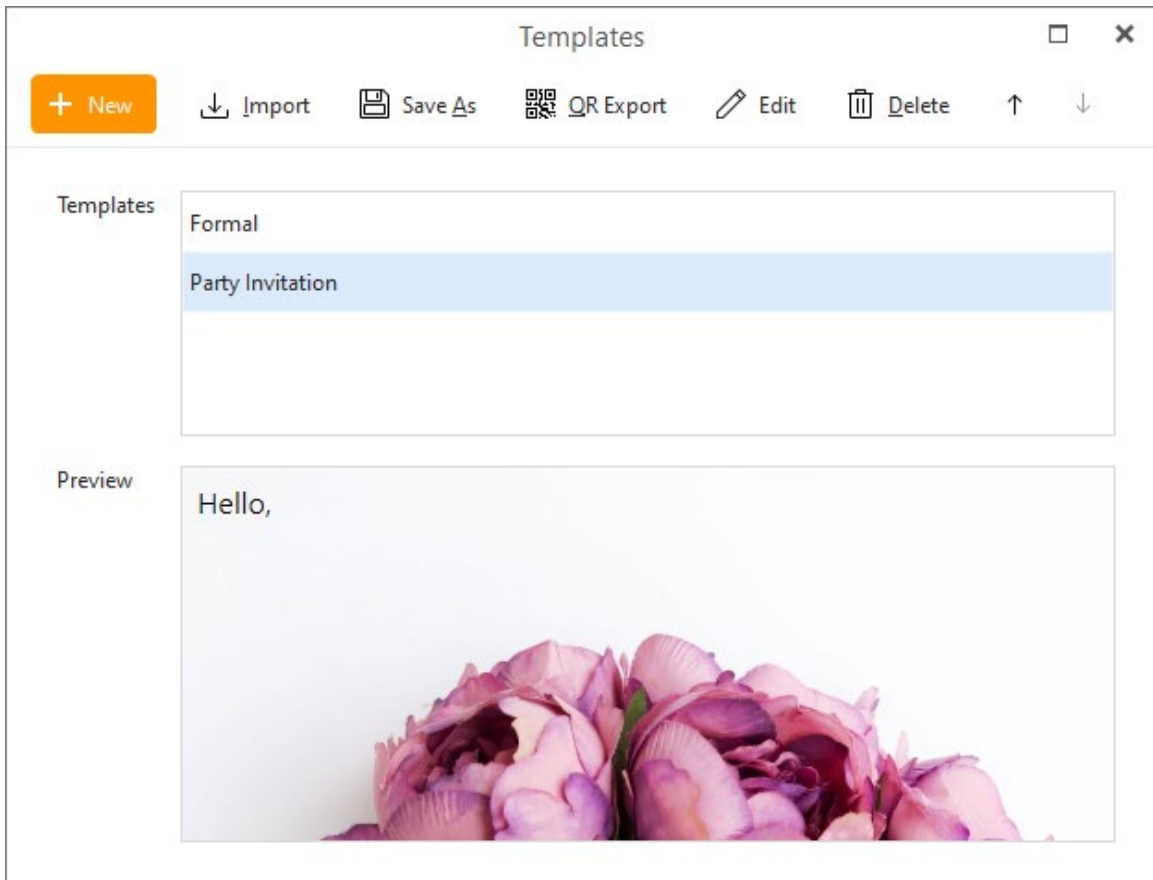 Templates
New Import Save As QR Export Edit Delete
Templates
Formal
Party Invitation
Preview
Hello,